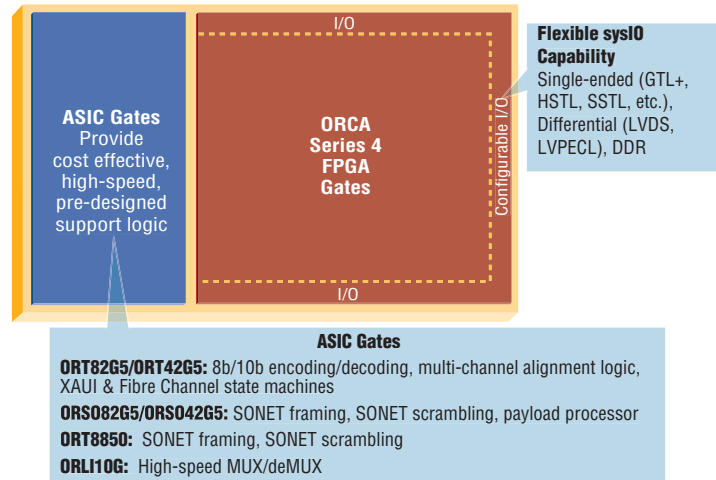 I/O
ASIC Gates
Provide
cost effective,
high-speed,
pre-designed
support logic
ORCA
Series 4
FPGA
Gates
Configurable I/O
I/O
Flexible sysIO
Capability
Single-ended (GTL+,
HSTL, SSTL, etc.),
Differential (LVDS,
LVPECL), DDR
ASIC Gates
ORT82G5/ORT42G5: 8b/10b encoding/decoding, multi-channel alignment logic,
XAUI & Fibre Channel state machines
ORSO82G5/ORSO42G5: SONET framing, SONET scrambling, payload processor
ORT8850: SONET framing, SONET scrambling
ORLI10G: High-speed MUX/deMUX